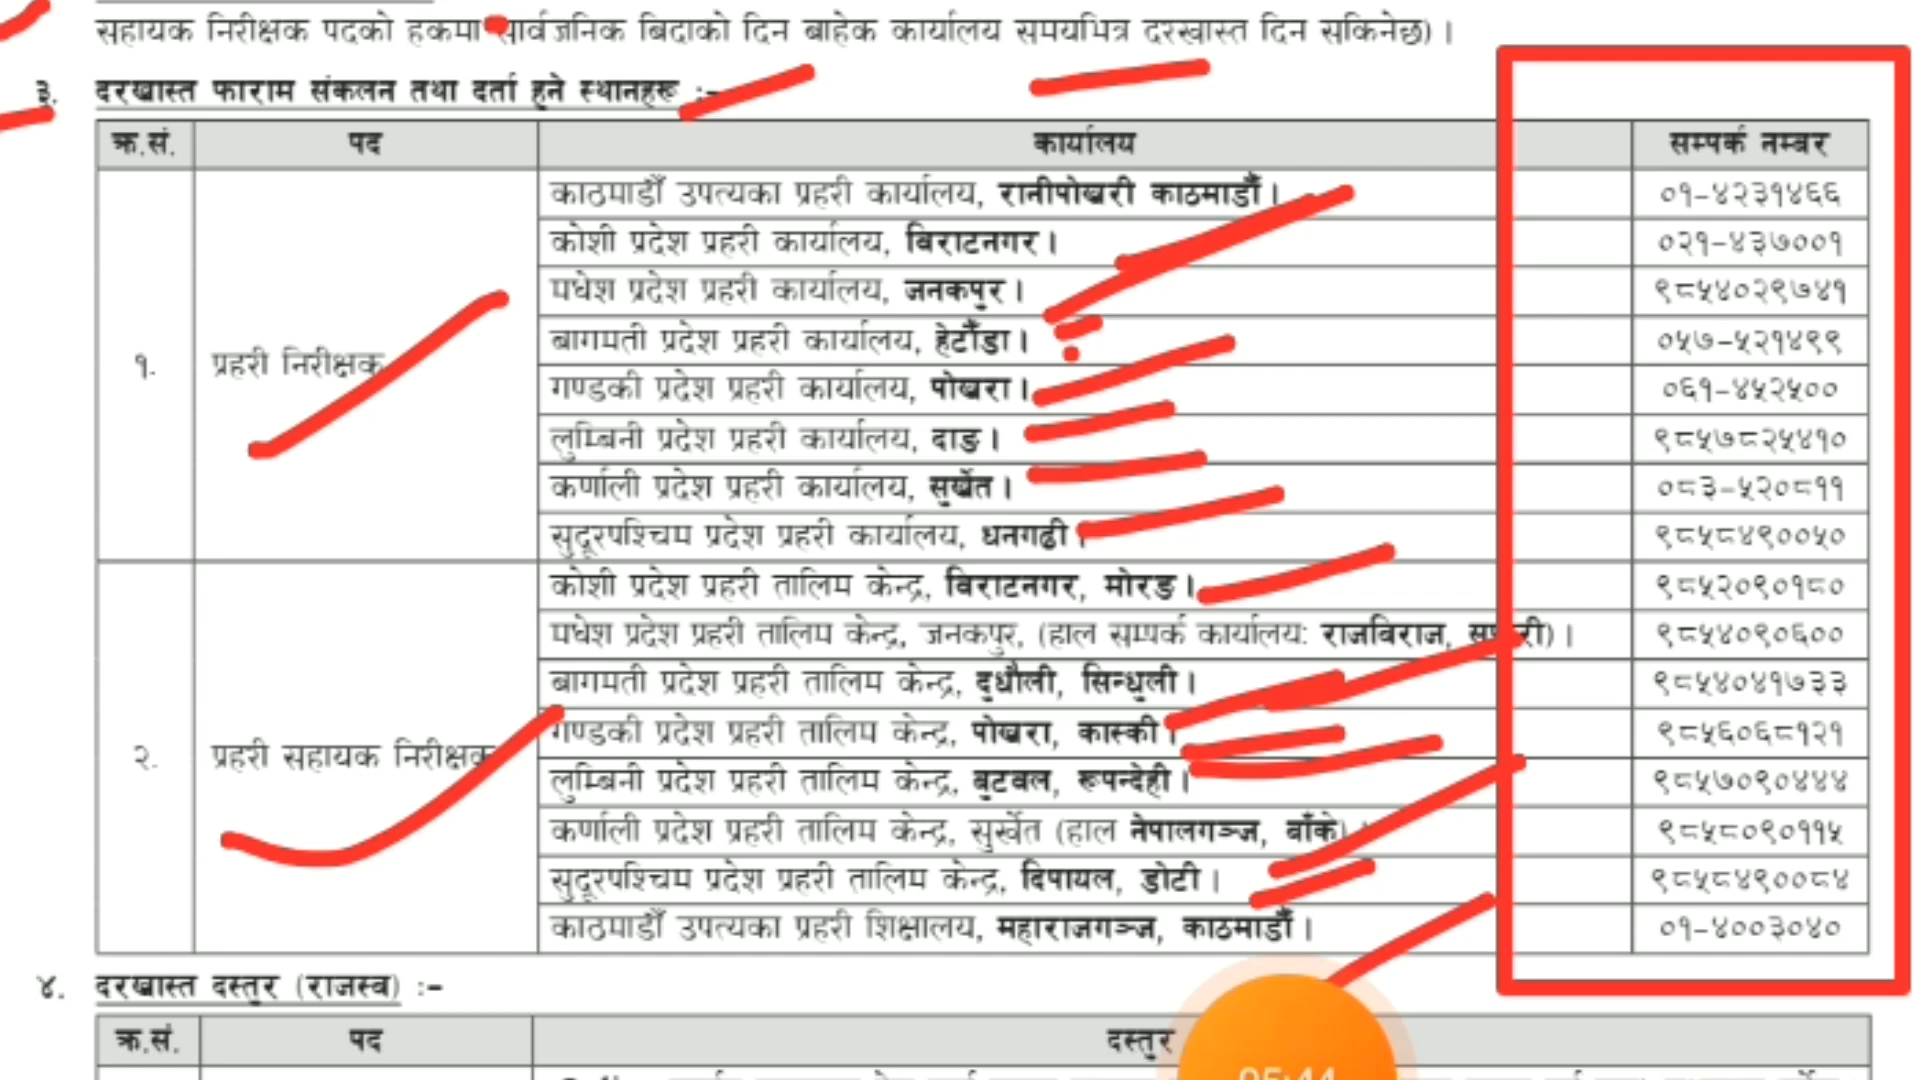 सहायक निरीक्षक पदको हकमा सार्वजनिक बिदाको दिन बाहेक कार्यालय समयभित्र दरखास्त दिन सकिनेछ) ।
३. दरखास्त फाराम संकलन तथा दर्ता हुने स्थानहरू :-
क्र.सं. पद कार्यालय सम्पर्क नम्बर
काठमाडौँ उपत्यका प्रहरी कार्यालय, रानीपोखरी काठमाडौँ । ०१-४२३१४६६
कोशी प्रदेश प्रहरी कार्यालय, बिराटनगर । ०२१-४३७००१
मधेश प्रदेश प्रहरी कार्यालय, जनकपुर । ९८५४०२९७४१
बागमती प्रदेश प्रहरी कार्यालय, हेटौँडा । ०५७-५२१४९९
१. प्रहरी निरीक्षक
गण्डकी प्रदेश प्रहरी कार्यालय, पोखरा । ०६१-४५२५००
लुम्बिनी प्रदेश प्रहरी कार्यालय, दाङ । ९८५७८२५४१०
कर्णाली प्रदेश प्रहरी कार्यालय, सुर्खेत । ०८३-५२०८११
सुदूरपश्चिम प्रदेश प्रहरी कार्यालय, धनगढी । ९८५८४९००५०
कोशी प्रदेश प्रहरी तालिम केन्द्र, बिराटनगर, मोरङ । ९८५२०९०१८०
मधेश प्रदेश प्रहरी तालिम केन्द्र, जनकपुर, (हाल सम्पर्क कार्यालय: राजबिराज, सप्तरी) । ९८५४०९०६००
बागमती प्रदेश प्रहरी तालिम केन्द्र, दुधौली, सिन्धुली । ९८५४०४१७३३
गण्डकी प्रदेश प्रहरी तालिम केन्द्र, पोखरा, कास्की । ९८५६०६८१२१
२. प्रहरी सहायक निरीक्षक
लुम्बिनी प्रदेश प्रहरी तालिम केन्द्र, बुटवल, रूपन्देही । ९८५७०९०४४४
कर्णाली प्रदेश प्रहरी तालिम केन्द्र, सुर्खेत (हाल नेपालगञ्ज, बाँके) । ९८५८०९०११५
सुदूरपश्चिम प्रदेश प्रहरी तालिम केन्द्र, दिपायल, डोटी । ९८५८४९००८४
काठमाडौँ उपत्यका प्रहरी शिक्षालय, महाराजगञ्ज, काठमाडौँ । ०१-४००३०४०
४. दरखास्त दस्तुर (राजस्व) :-
क्र.सं. पद दस्तुर
05:44